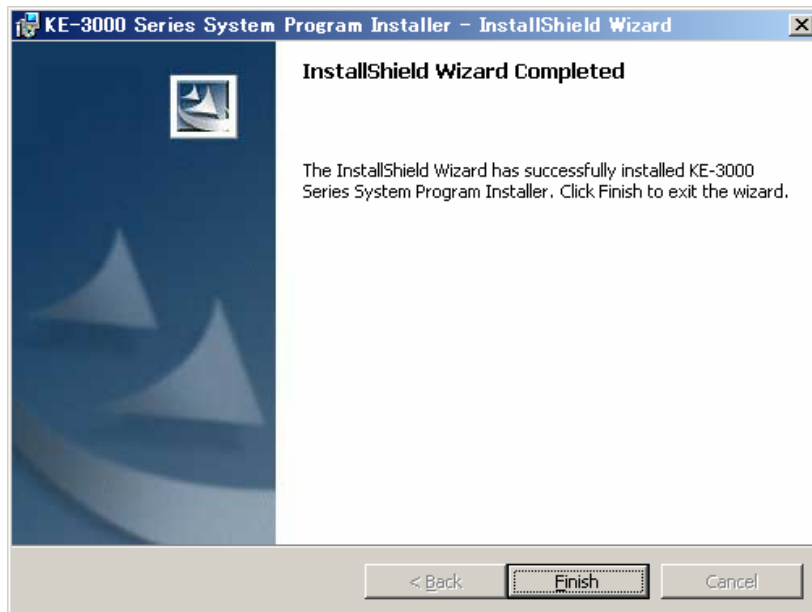 KE-3000 Series System Program Installer - InstallShield Wizard
InstallShield Wizard Completed
The InstallShield Wizard has successfully installed KE-3000
Series System Program Installer. Click Finish to exit the wizard.
< Back
Finish
Cancel